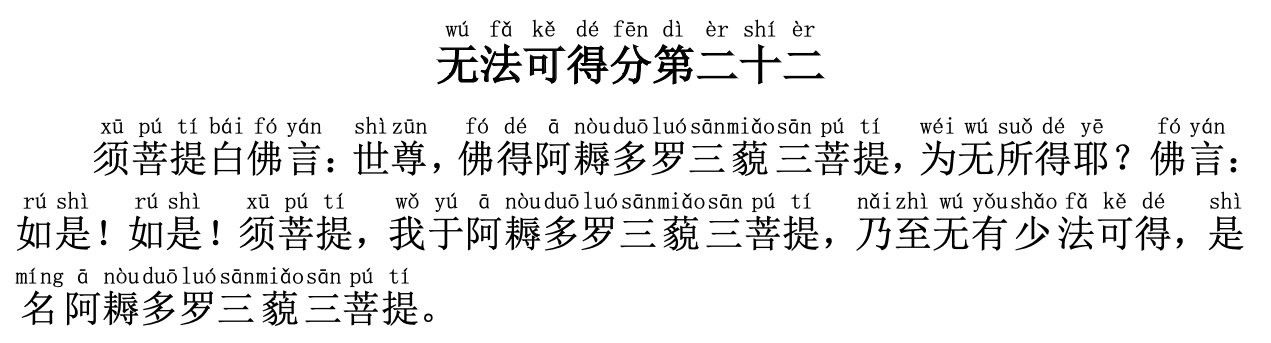 wú fǎ kě dé fēn dì èr shí èr
无法可得分第二十二
xū pú tí bái fó yán shì zūn fó dé ā nòu duō luó sān miǎo sān pú tí wéi wú suǒ dé yē fó yán
须菩提白佛言：世尊，佛得阿耨多罗三藐三菩提，为无所得耶？佛言：
rú shì rú shì xū pú tí wǒ yú ā nòu duō luó sān miǎo sān pú tí nǎi zhì wú yǒu shǎo fǎ kě dé shì
如是！如是！须菩提，我于阿耨多罗三藐三菩提，乃至无有少法可得，是
míng ā nòu duō luó sān miǎo sān pú tí
名阿耨多罗三藐三菩提。